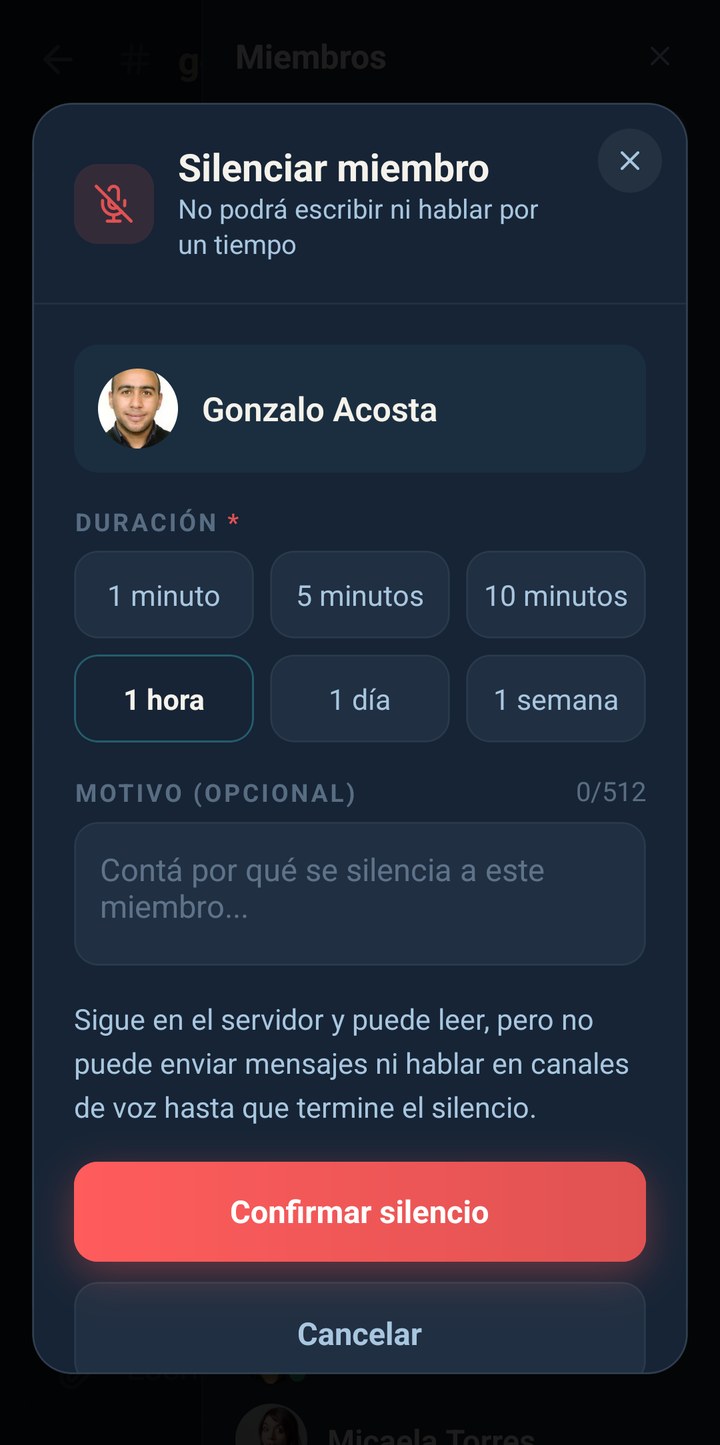 # g
Miembros
Silenciar miembro
No podrá escribir ni hablar por
un tiempo
Gonzalo Acosta
DURACIÓN *
1 minuto
5 minutos
10 minutos
1 hora
1 día
1 semana
MOTIVO (OPCIONAL)
0/512
Contá por qué se silencia a este
miembro...
Sigue en el servidor y puede leer, pero no
puede enviar mensajes ni hablar en canales
de voz hasta que termine el silencio.
Confirmar silencio
Cancelar
Micaela Torres